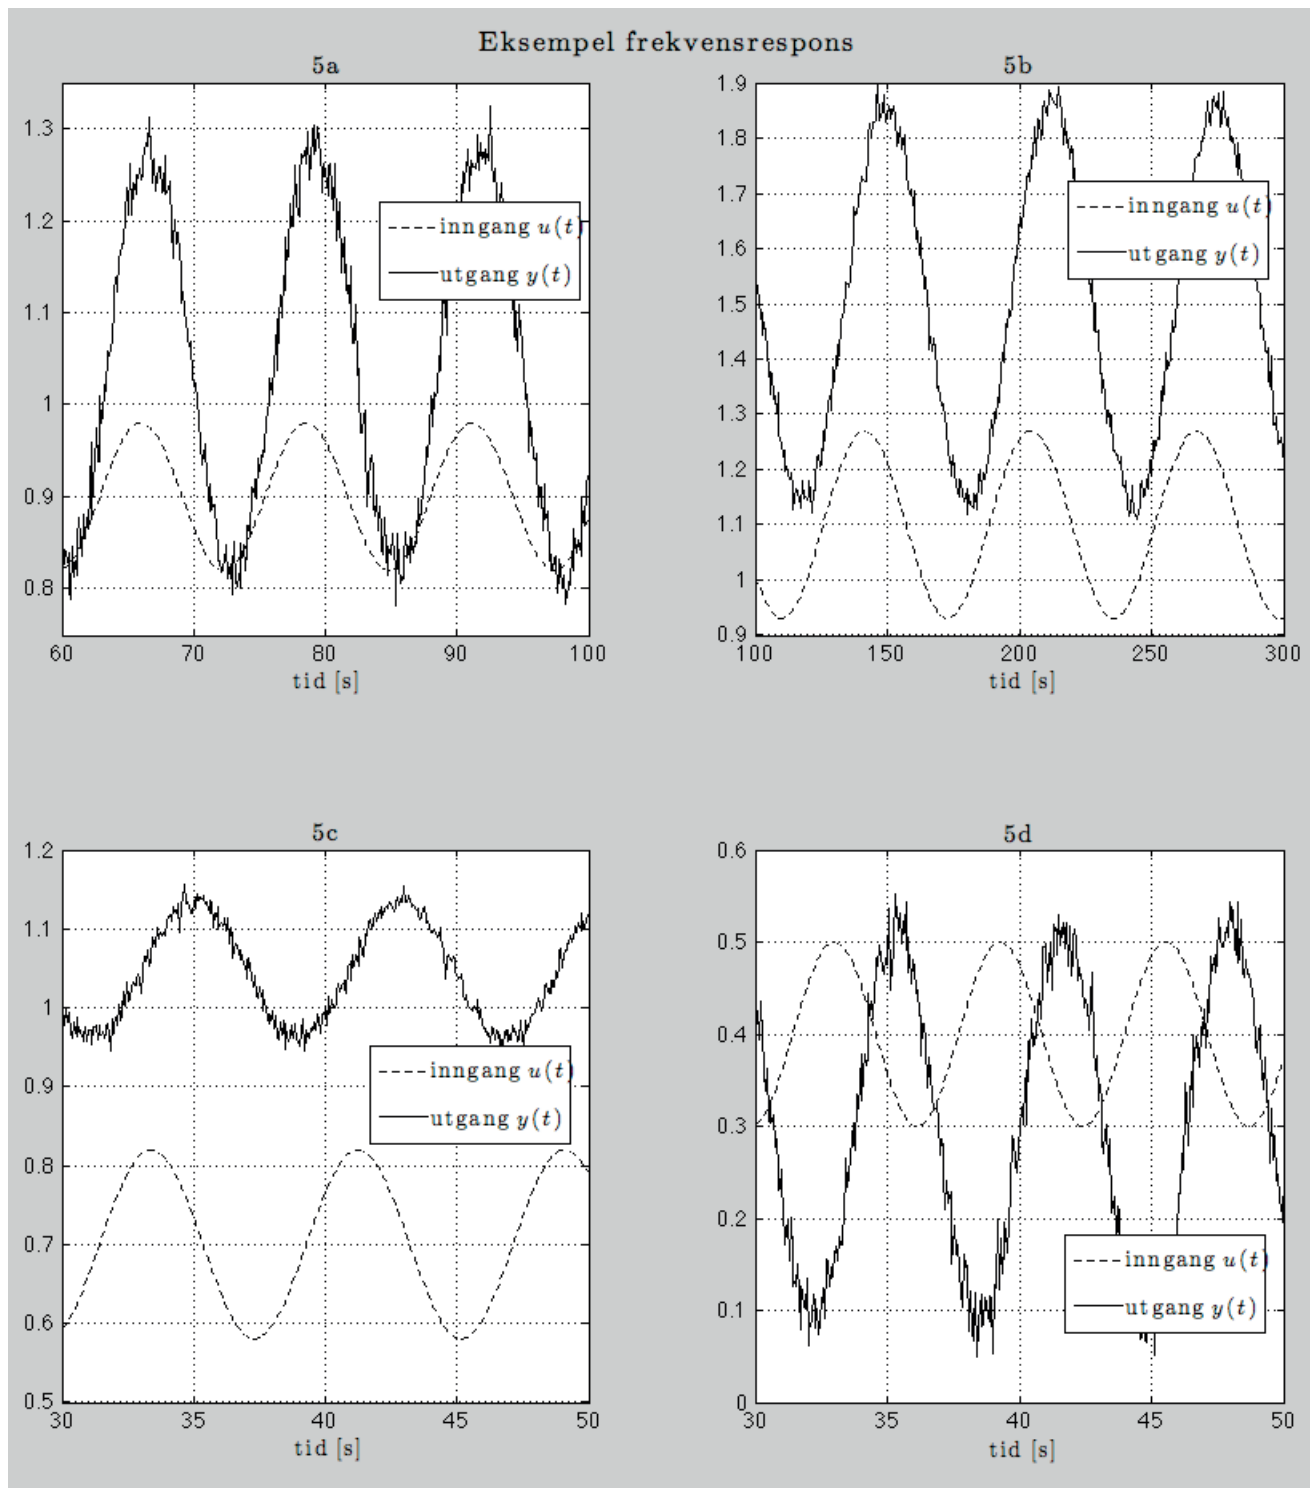 Eksempel frekvensrespons
5a
1.3
1.2
1.1
1
0.9
0.8
inngang u(t)
utgang y(t)
60 70 80 90 100
tid [s]
5b
1.9
1.8
1.7
1.6
1.5
1.4
1.3
1.2
1.1
1
0.9
inngang u(t)
utgang y(t)
100 150 200 250 300
tid [s]
5c
1.2
1.1
1
0.9
0.8
0.7
0.6
0.5
inngang u(t)
utgang y(t)
30 35 40 45 50
tid [s]
5d
0.6
0.5
0.4
0.3
0.2
0.1
0
inngang u(t)
utgang y(t)
30 35 40 45 50
tid [s]